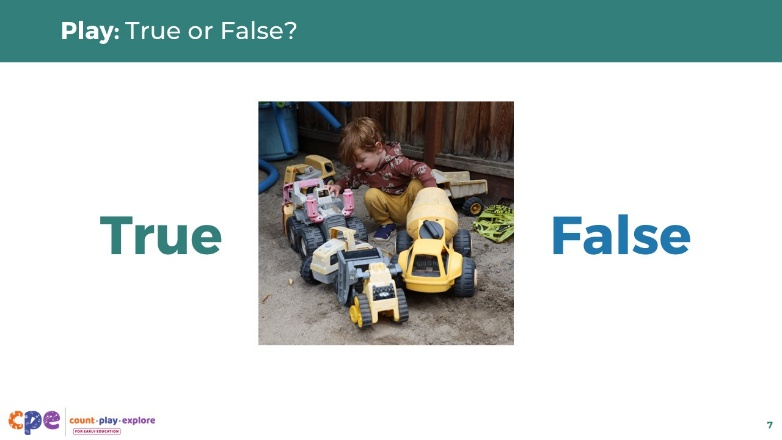 Play: True or False?
True
False
cpe
count·play·explore
FOR EARLY EDUCATION
7